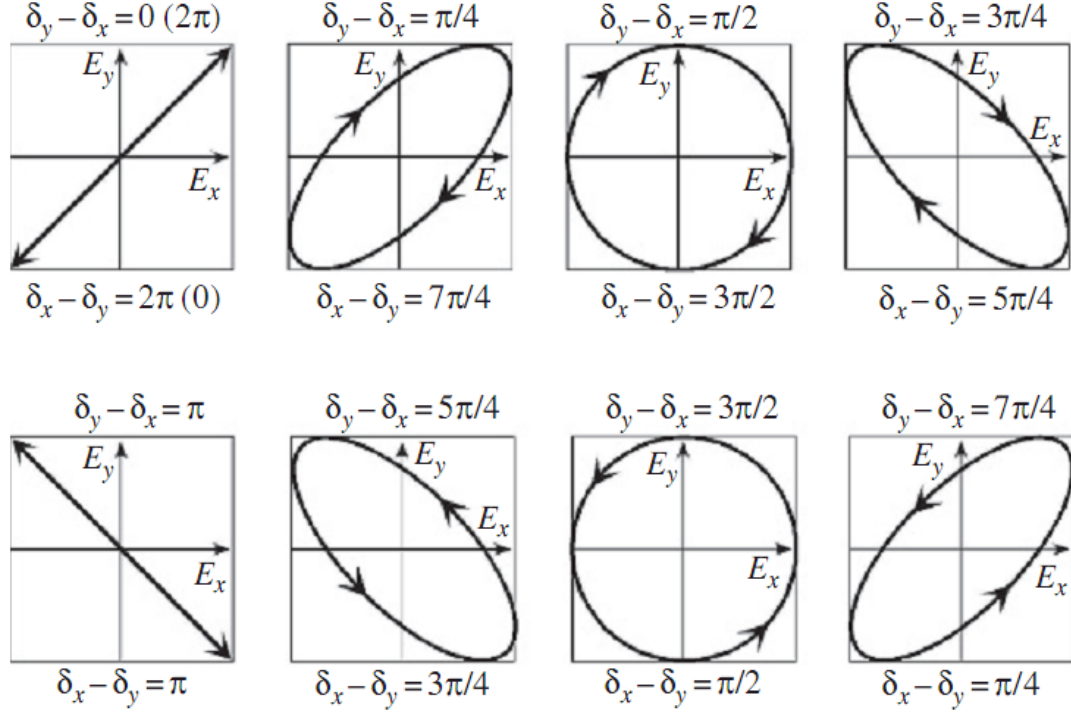 δy – δx = 0 (2π)
δy – δx = π/4
δy – δx = π/2
δy – δx = 3π/4
Ey
Ex
Ey
Ex
Ey
Ex
Ey
Ex
δx – δy = 2π (0)
δx – δy = 7π/4
δx – δy = 3π/2
δx – δy = 5π/4
δy – δx = π
δy – δx = 5π/4
δy – δx = 3π/2
δy – δx = 7π/4
Ey
Ex
Ey
Ex
Ey
Ex
Ey
Ex
δx – δy = π
δx – δy = 3π/4
δx – δy = π/2
δx – δy = π/4